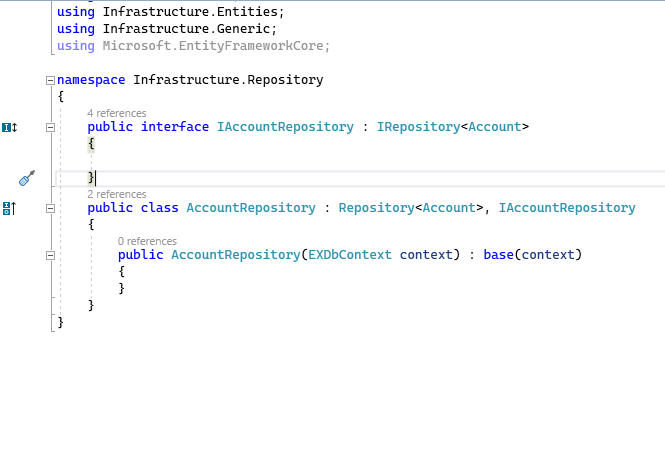 using Infrastructure.Entities;
using Infrastructure.Generic;
using Microsoft.EntityFrameworkCore;
namespace Infrastructure.Repository
{
4 references
public interface IAccountRepository : IRepository<Account>
{
}
2 references
public class AccountRepository : Repository<Account>, IAccountRepository
{
0 references
public AccountRepository(EXDbContext context) : base(context)
{
}
}
}